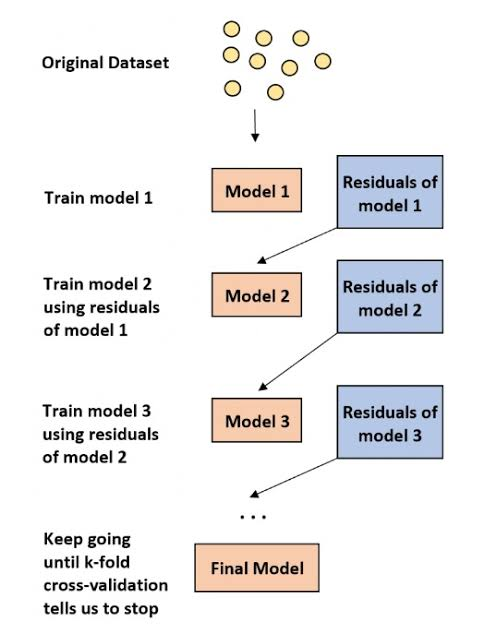 Original Dataset
Train model 1
Model 1
Residuals of
model 1
Train model 2
using residuals
of model 1
Model 2
Residuals of
model 2
Train model 3
using residuals
of model 2
Model 3
Residuals of
model 3
...
Keep going
until k-fold
cross-validation
tells us to stop
Final Model